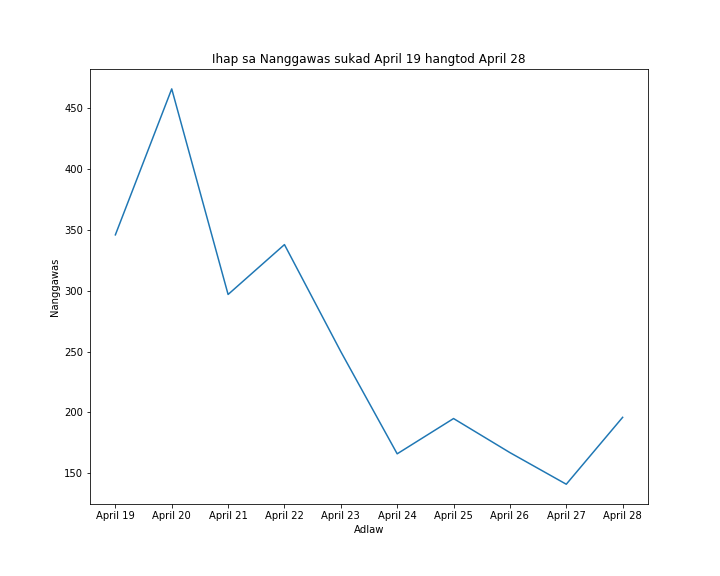 Ihap sa Nanggawas sukad April 19 hangtod April 28
450
400
350
300
250
200
150
Nanggawas
April 19 April 20 April 21 April 22 April 23 April 24 April 25 April 26 April 27 April 28
Adlaw